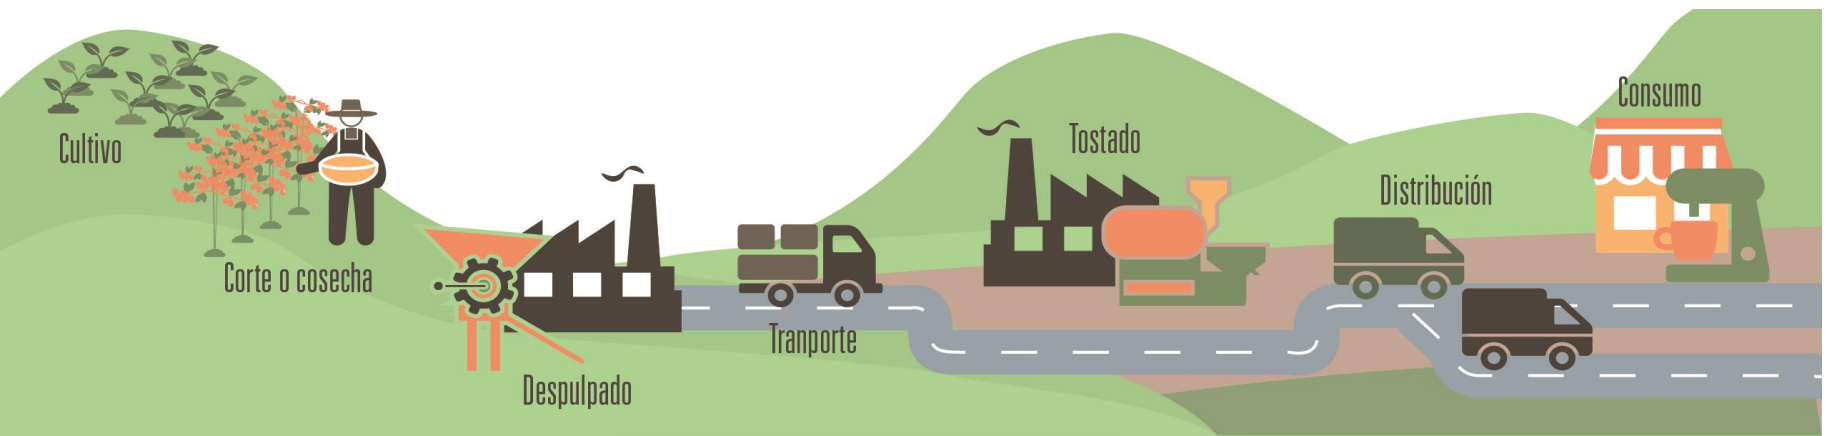 Cultivo
Corte o cosecha
Despulpado
Tranporte
Tostado
Distribución
Consumo